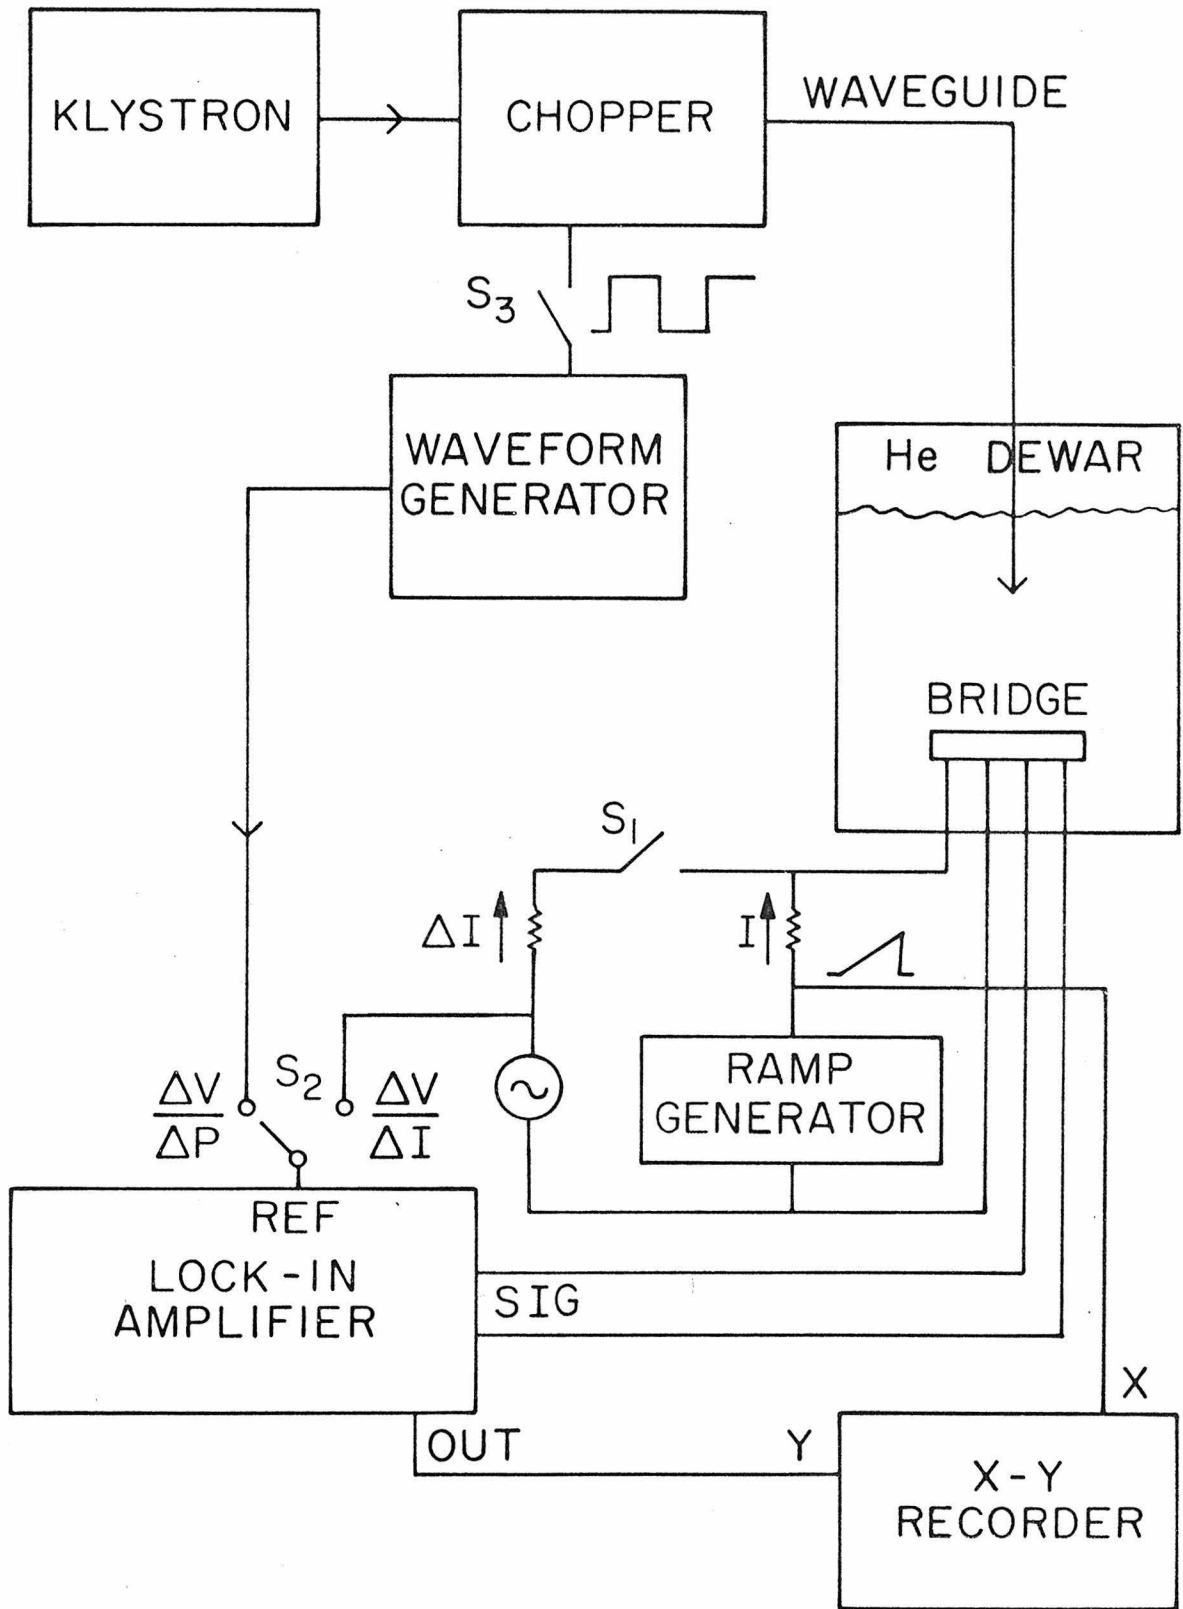 KLYSTRON
CHOPPER
WAVEGUIDE
S3
WAVEFORM
GENERATOR
He DEWAR
BRIDGE
S1
ΔI
I
S2
ΔV
ΔP
ΔV
ΔI
RAMP
GENERATOR
REF
LOCK-IN
AMPLIFIER
SIG
OUT
Y
X
X-Y
RECORDER